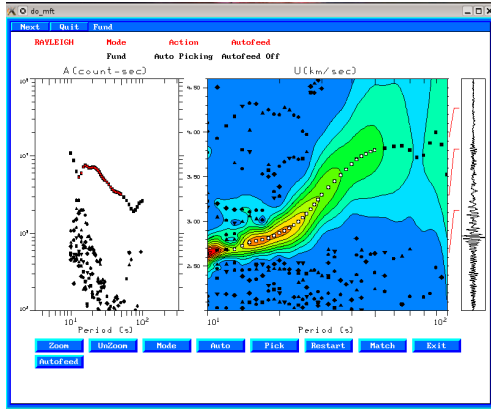 do_mft
Next Quit Fund
RAYLEIGH Mode Action Autofeed
Fund Auto Picking Autofeed Off
A(count-sec) U(km/sec)
4.50
4.00
3.50
3.00
2.50
10¹ 10² 10¹ 10²
Period (s) Period (s)
Zoom UnZoom Mode Auto Pick Restart Match Exit
Autofeed